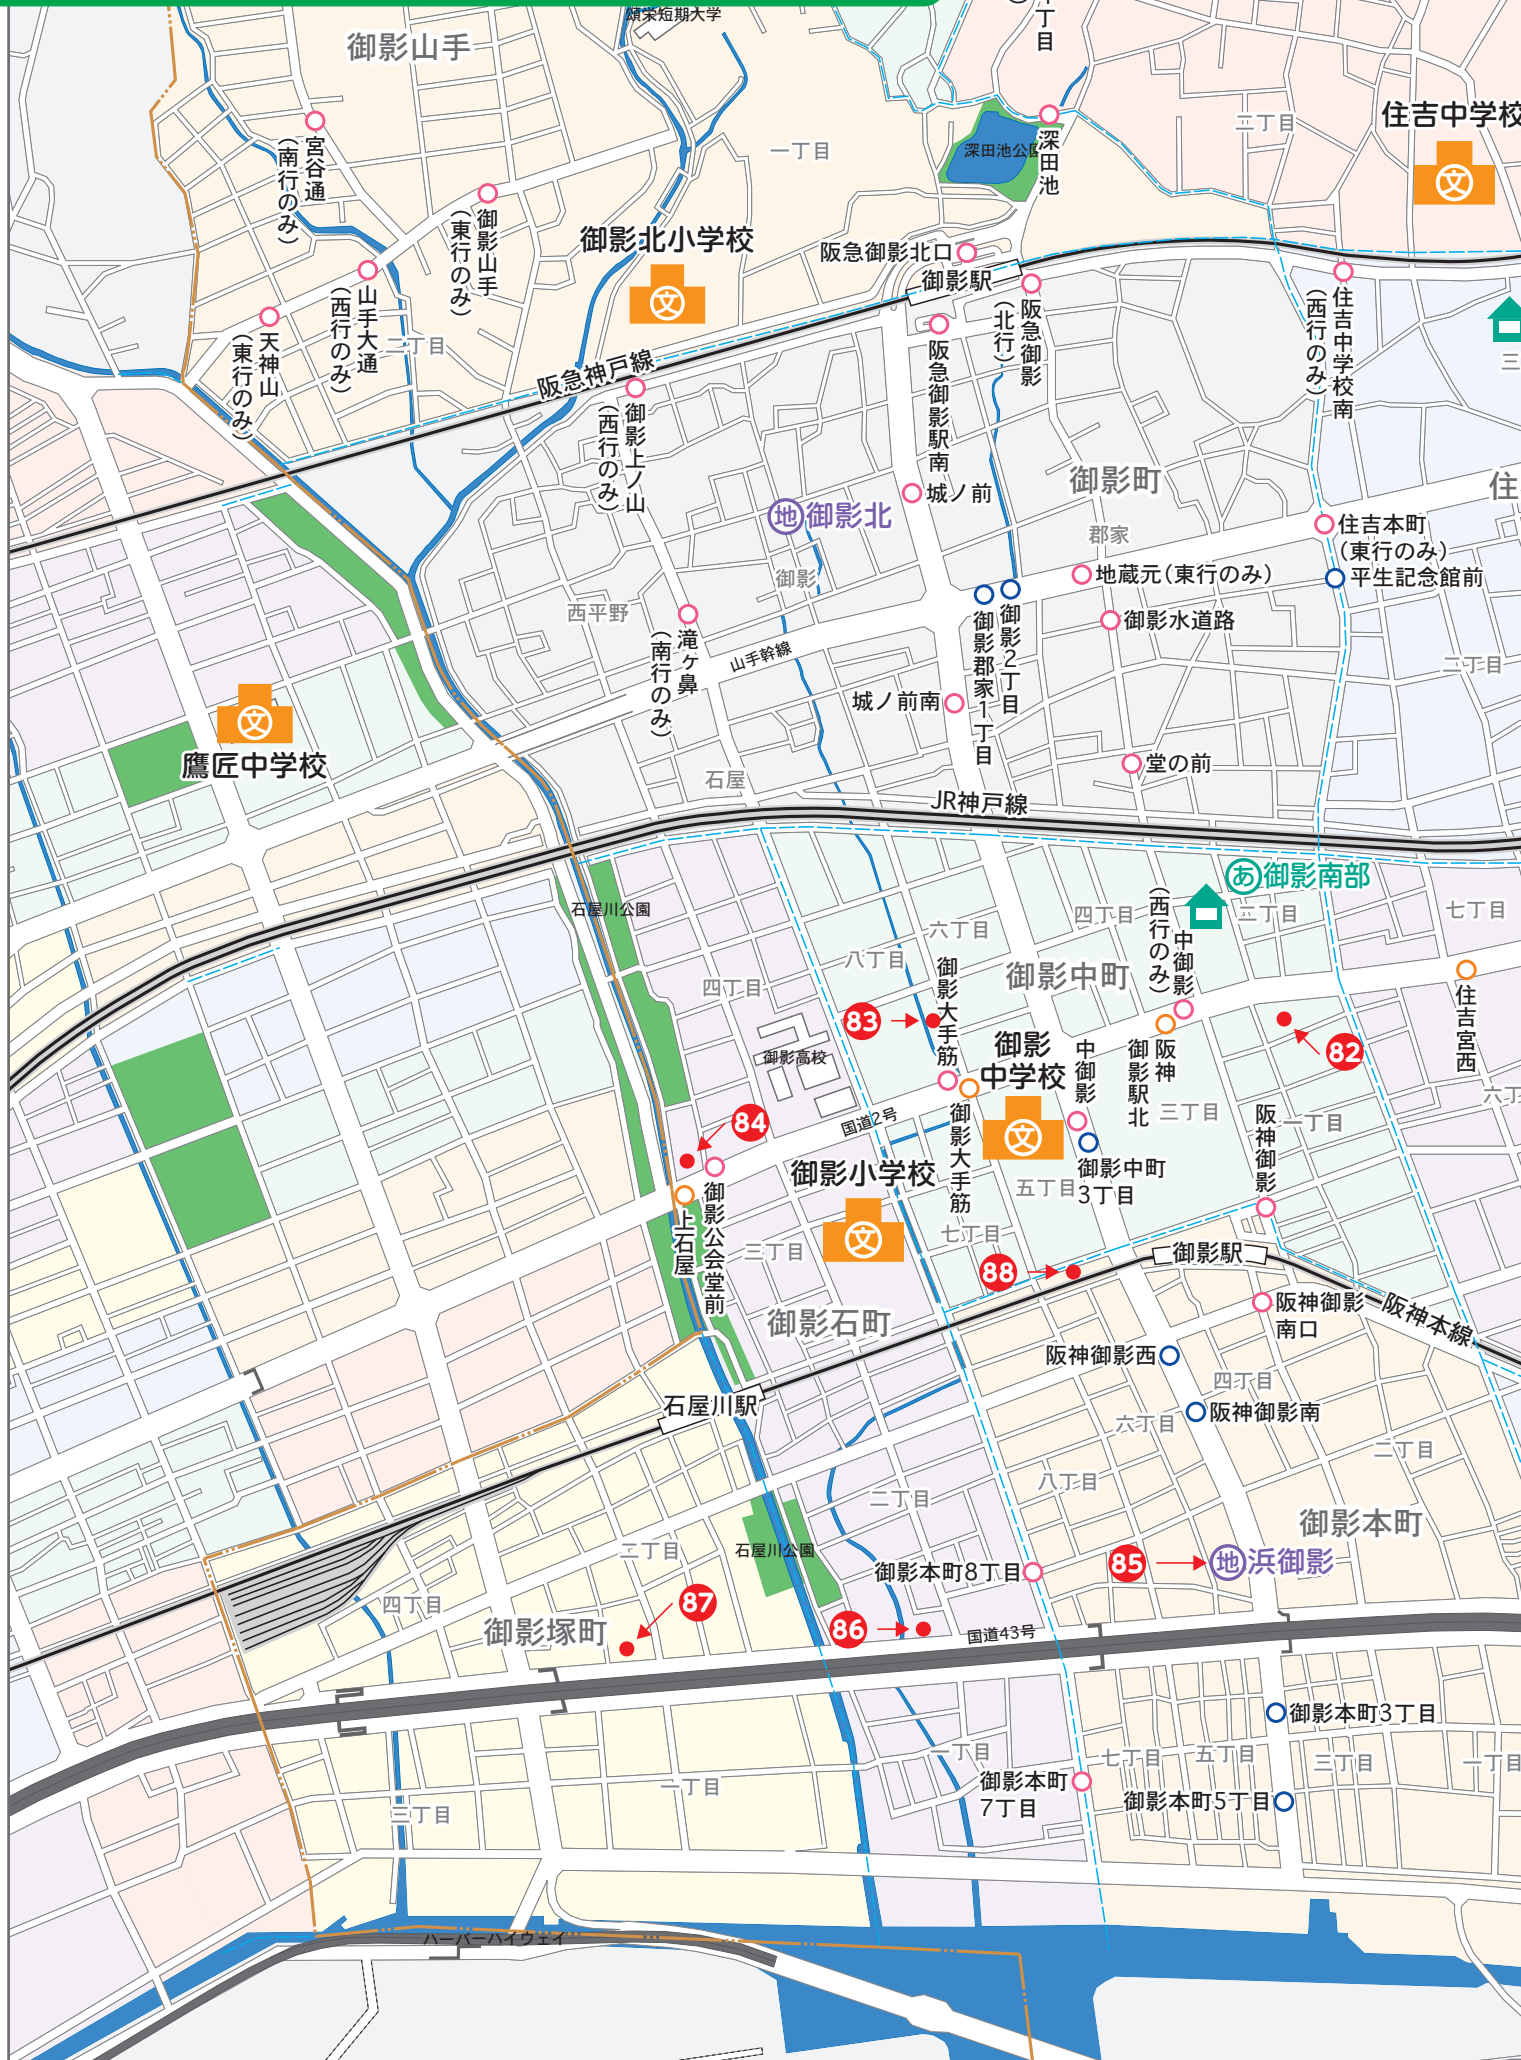 頌栄短期大学
丁目
御影山手
住吉中学校
文
二丁目
宮谷通
(南行のみ)
一丁目
深田池公園
深田池
御影山手
(東行のみ)
御影北小学校
文
阪急御影北口
御影駅
山手大通
(西行のみ)
二丁目
天神山
(東行のみ)
阪急御影
(北行)
住吉中学校南
(西行のみ)
三
阪急御影駅南
阪急神戸線
御影上ノ山
(西行のみ)
城ノ前
御影町
住
地 御影北
郡家
住吉本町
(東行のみ)
平生記念館前
地蔵元(東行のみ)
御影
西平野
御影水道路
御影2丁目
御影郡家1丁目
滝ヶ鼻
(南行のみ)
山手幹線
二丁目
城ノ前南
文
鷹匠中学校
石屋
堂の前
JR神戸線
あ 御影南部
石屋川公園
六丁目
四丁目
二丁目
七丁目
中御影
(西行のみ)
八丁目
御影中町
四丁目
御影大手筋
住吉宮西
83
82
御影高校
御影
中学校
文
中御影
阪神
御影駅北
三丁目
一丁目
六丁
84
国道2号
御影大手筋
阪神御影
御影中町
3丁目
五丁目
御影小学校
文
御影公会堂前
上石屋
三丁目
七丁目
御影駅
88
御影石町
阪神御影
南口
阪神本線
阪神御影西
四丁目
阪神御影南
石屋川駅
六丁目
二丁目
八丁目
二丁目
御影本町
石屋川公園
二丁目
御影本町8丁目
85
地 浜御影
四丁目
87
御影塚町
86
国道43号
御影本町3丁目
一丁目
七丁目
五丁目
三丁目
一丁目
一丁目
御影本町
7丁目
御影本町5丁目
三丁目
ハーバーハイウェイ